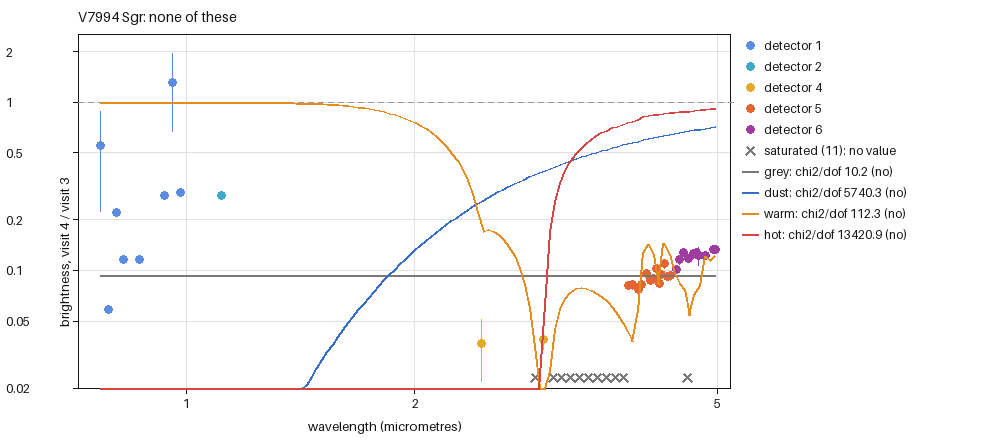 V7994 Sgr: none of these
brightness, visit 4 / visit 3
2
1
0.5
0.2
0.1
0.05
0.02
1
2
5
wavelength (micrometres)
detector 1
detector 2
detector 4
detector 5
detector 6
saturated (11): no value
grey: chi2/dof 10.2 (no)
dust: chi2/dof 5740.3 (no)
warm: chi2/dof 112.3 (no)
hot: chi2/dof 13420.9 (no)